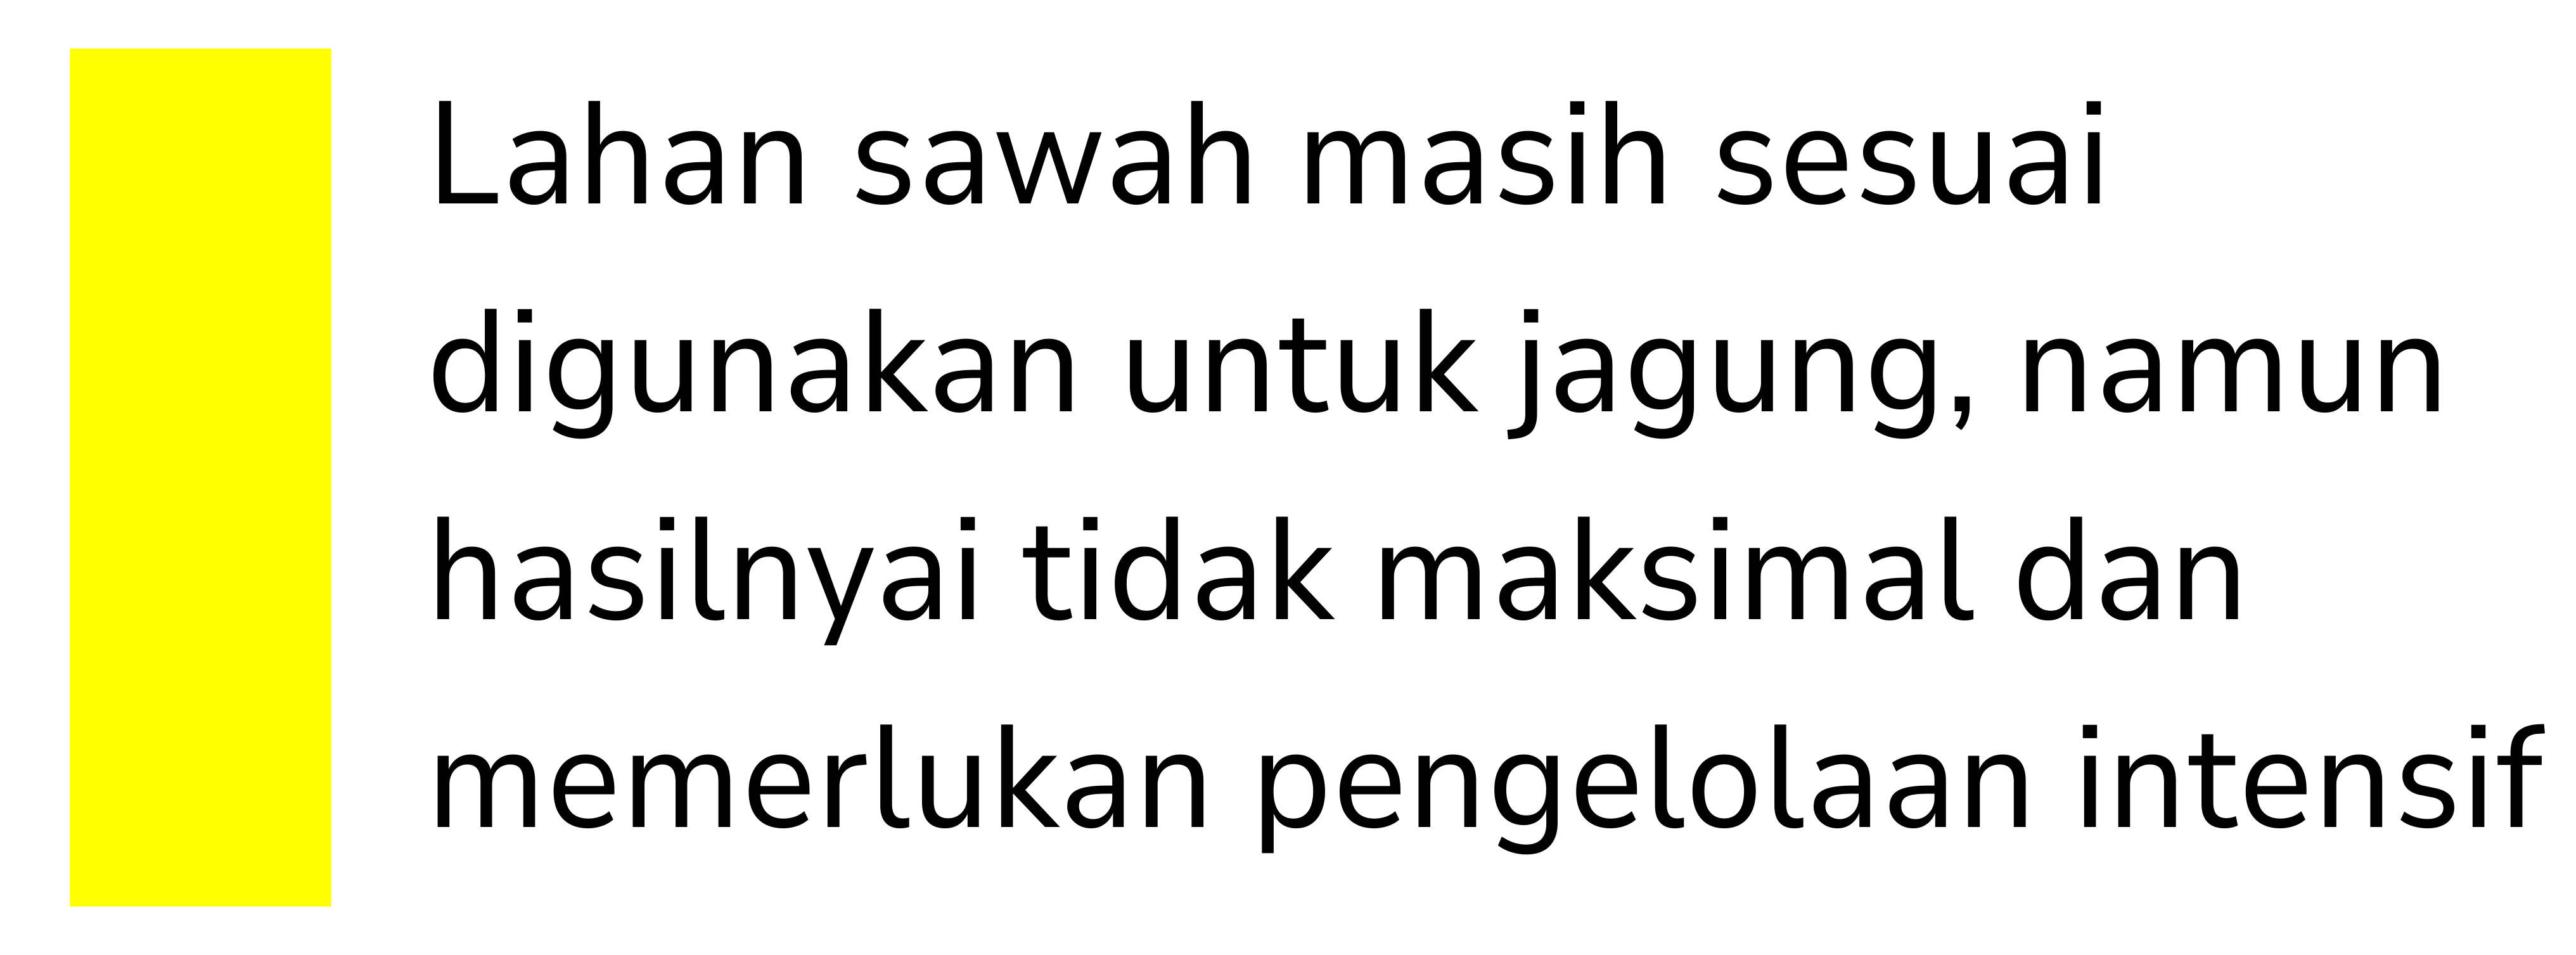 Lahan sawah masih sesuai
digunakan untuk jagung, namun
hasilnyai tidak maksimal dan
memerlukan pengelolaan intensif